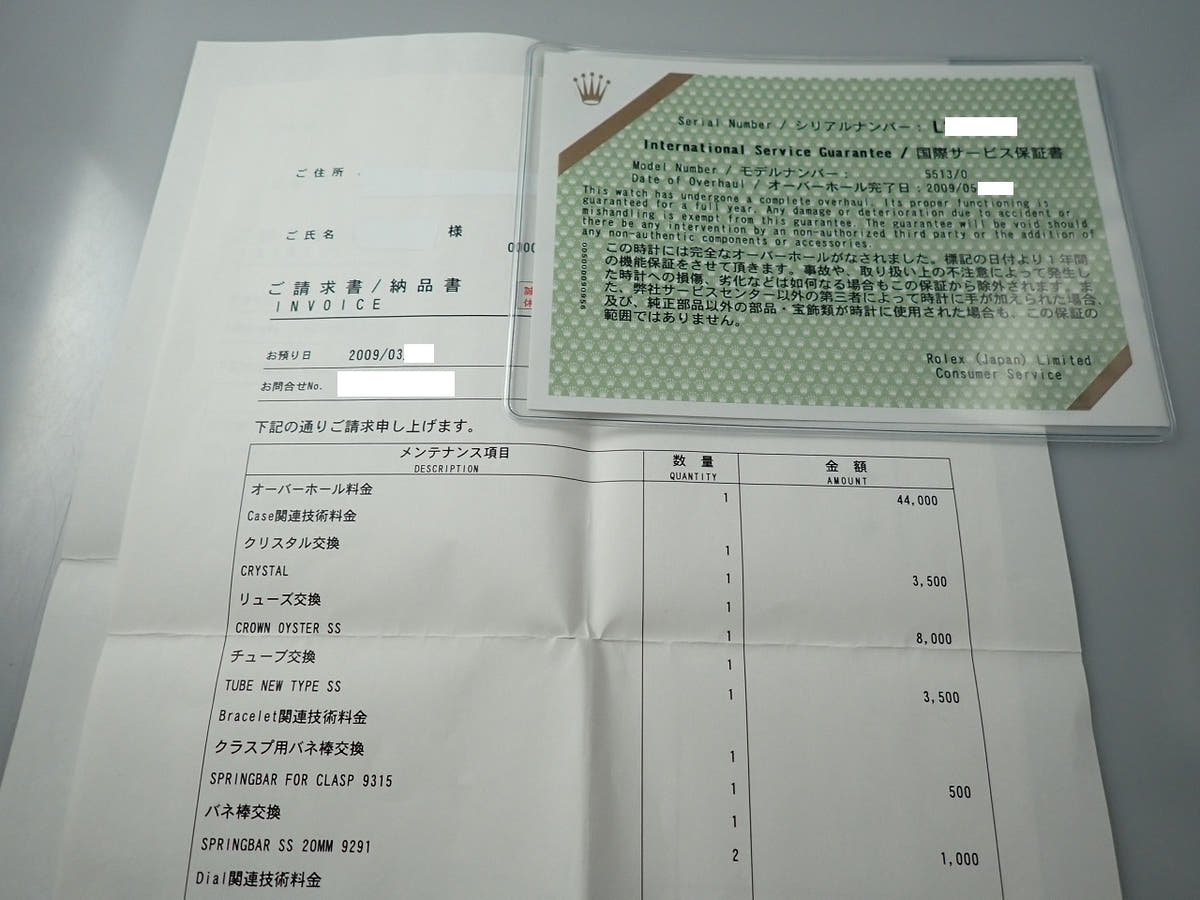 Serial Number / シリアルナンバー : L
International Service Guarantee / 国際サービス保証書
Model Number / モデルナンバー : 5513/0
Date of Overhaul / オーバーホール完了日 : 2009/05
This watch has undergone a complete overhaul. Its proper functioning is
guaranteed for a full year. Any damage or deterioration due to accident or
mishandling is exempt from this guarantee. The guarantee will be void should
there be any intervention by an non-authorized third party or the addition of
any non-authentic components or accessories.
この時計には完全なオーバーホールがなされました。標記の日付より1年間
の機能保証をさせて頂きます。事故や、取り扱い上の不注意によって発生し
た時計への損傷、劣化などは如何なる場合もこの保証から除外されます。ま
た、弊社サービスセンター以外の第三者によって時計に手が加えられた場合、
及び、純正部品以外の部品・宝飾類が時計に使用された場合も、この保証の
範囲ではありません。
Rolex (Japan) Limited
Consumer Service
ご住所
ご氏名 様
ご請求書/納品書
INVOICE
お預り日 2009/03
お問合せNo.
下記の通りご請求申し上げます。
メンテナンス項目 数量 金額
DESCRIPTION QUANTITY AMOUNT
オーバーホール料金 1 44,000
Case関連技術料金
クリスタル交換 1
CRYSTAL 1 3,500
リューズ交換 1
CROWN OYSTER SS 1 8,000
チューブ交換 1
TUBE NEW TYPE SS 1 3,500
Bracelet関連技術料金
クラスプ用バネ棒交換 1
SPRINGBAR FOR CLASP 9315 1 500
バネ棒交換 1
SPRINGBAR SS 20MM 9291 2 1,000
Dial関連技術料金